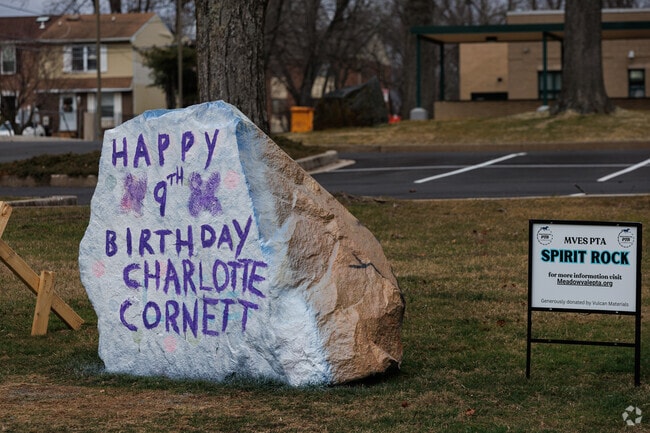 HAPPY
9TH
BIRTHDAY
CHARLOTTE
CORNETT
MVES PTA
SPIRIT ROCK
for more information visit
Meadowvalepta.org
Generously donated by Vulcan Materials